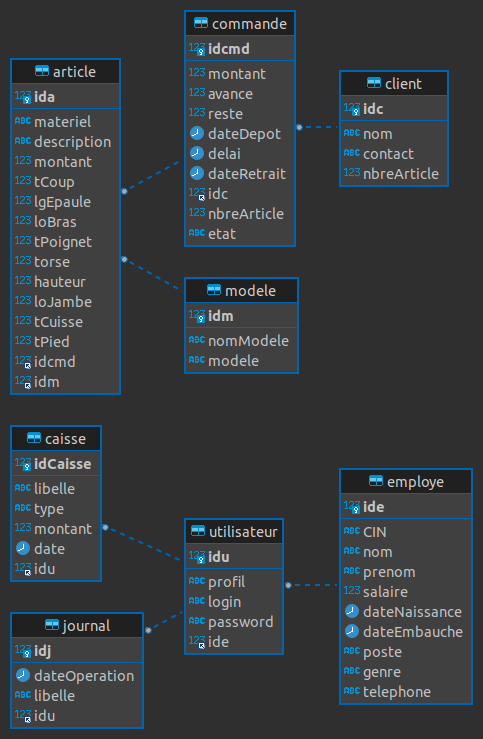 article
ida
materiel
description
montant
tCoup
lgEpaule
loBras
tPoignet
torse
hauteur
loJambe
tCuisse
tPied
idcmd
idm
commande
idcmd
montant
avance
reste
dateDepot
delai
dateRetrait
idc
nbreArticle
etat
client
idc
nom
contact
nbreArticle
modele
idm
nomModele
modele
caisse
idCaisse
libelle
type
montant
date
idu
utilisateur
idu
profil
login
password
ide
employe
ide
CIN
nom
prenom
salaire
dateNaissance
dateEmbauche
poste
genre
telephone
journal
idj
dateOperation
libelle
idu